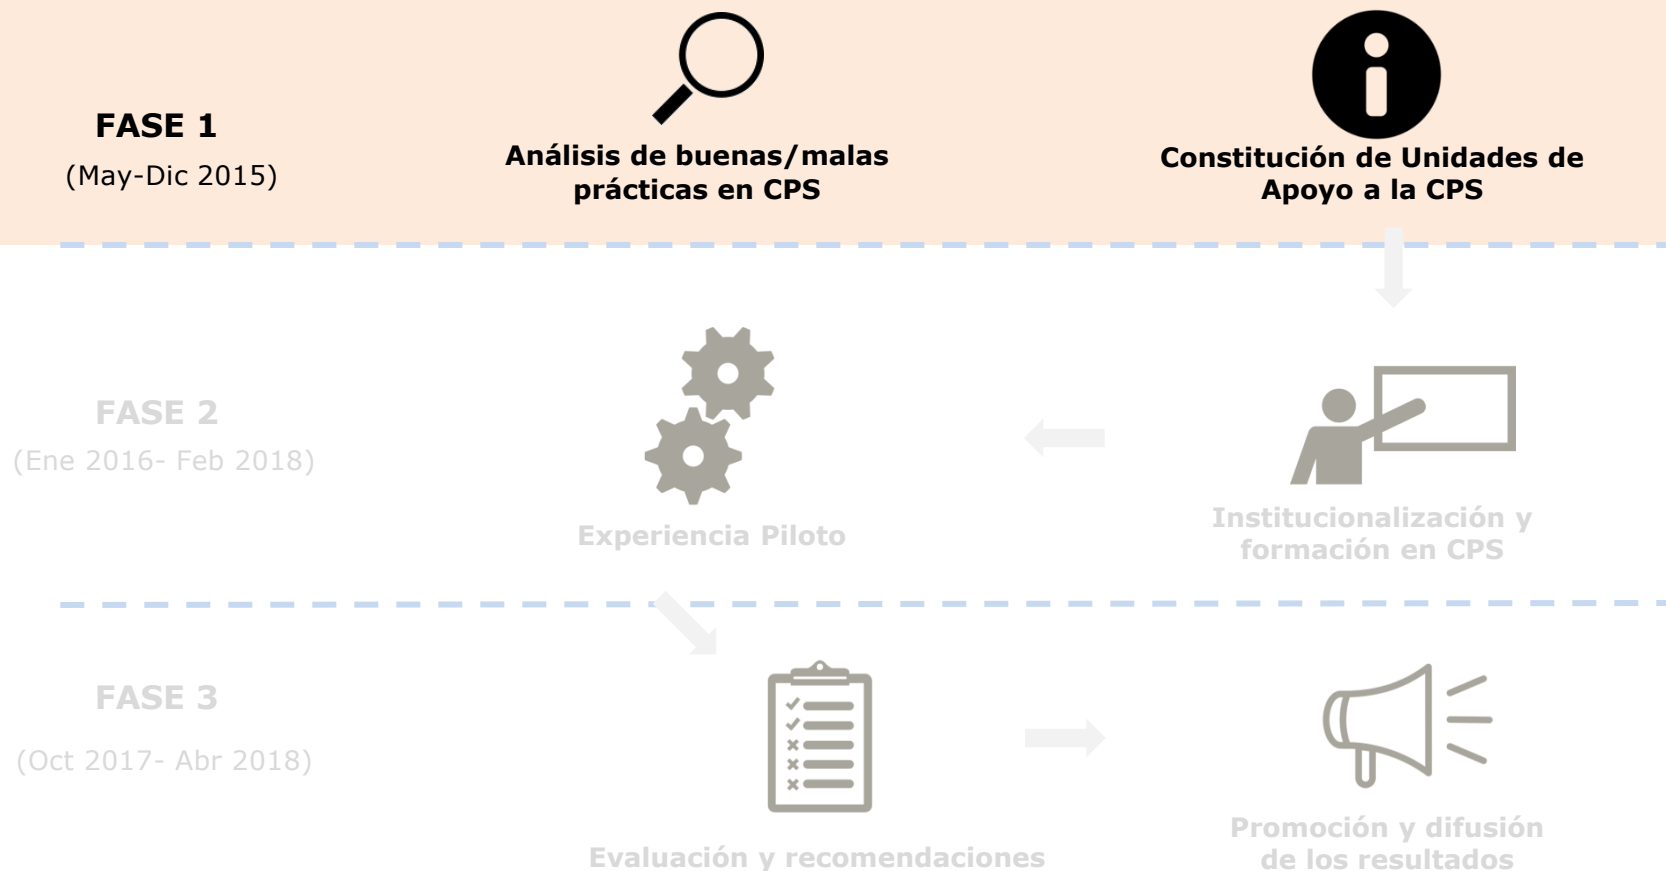 FASE 1
(May-Dic 2015)
Análisis de buenas/malas
prácticas en CPS
Constitución de Unidades de
Apoyo a la CPS
FASE 2
(Ene 2016- Feb 2018)
Experiencia Piloto
Institucionalización y
formación en CPS
FASE 3
(Oct 2017- Abr 2018)
Evaluación y recomendaciones
Promoción y difusión
de los resultados